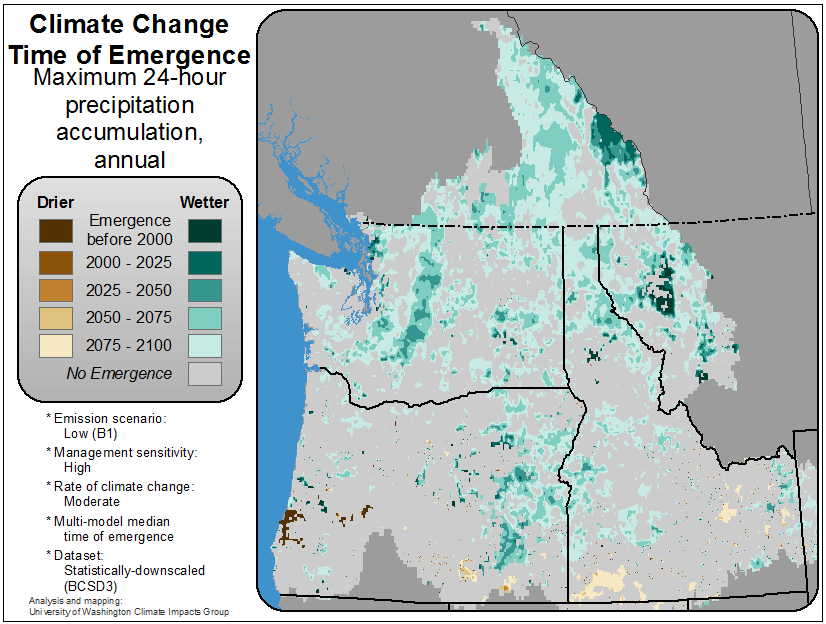 Climate Change
Time of Emergence
Maximum 24-hour
precipitation
accumulation,
annual
Drier Wetter
Emergence
before 2000
2000 - 2025
2025 - 2050
2050 - 2075
2075 - 2100
No Emergence
* Emission scenario:
Low (B1)
* Management sensitivity:
High
* Rate of climate change:
Moderate
* Multi-model median
time of emergence
* Dataset:
Statistically-downscaled
(BCSD3)
Analysis and mapping:
University of Washington Climate Impacts Group